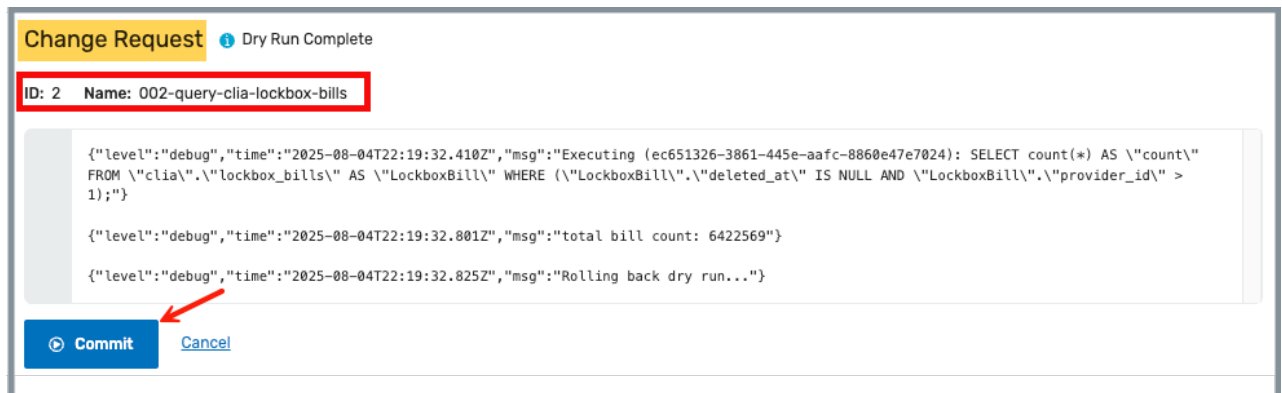 Change Request Dry Run Complete
ID: 2 Name: 002-query-clia-lockbox-bills
{"level":"debug","time":"2025-08-04T22:19:32.410Z","msg":"Executing (ec651326-3861-445e-aafc-8860e47e7024): SELECT count(*) AS \"count\"
FROM \"clia\".\"lockbox_bills\" AS \"LockboxBill\" WHERE (\"LockboxBill\".\"deleted_at\" IS NULL AND \"LockboxBill\".\"provider_id\" >
1);"}
{"level":"debug","time":"2025-08-04T22:19:32.801Z","msg":"total bill count: 6422569"}
{"level":"debug","time":"2025-08-04T22:19:32.825Z","msg":"Rolling back dry run..."}
Commit Cancel